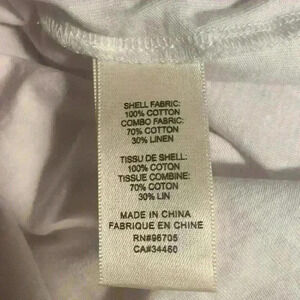 SHELL FABRIC:
100% COTTON
COMBO FABRIC:
70% COTTON
30% LINEN
TISSU DE SHELL:
100% COTON
TISSUE COMBINE:
70% COTON
30% LIN
MADE IN CHINA
FABRIQUE EN CHINE
RN#96705
CA#34460